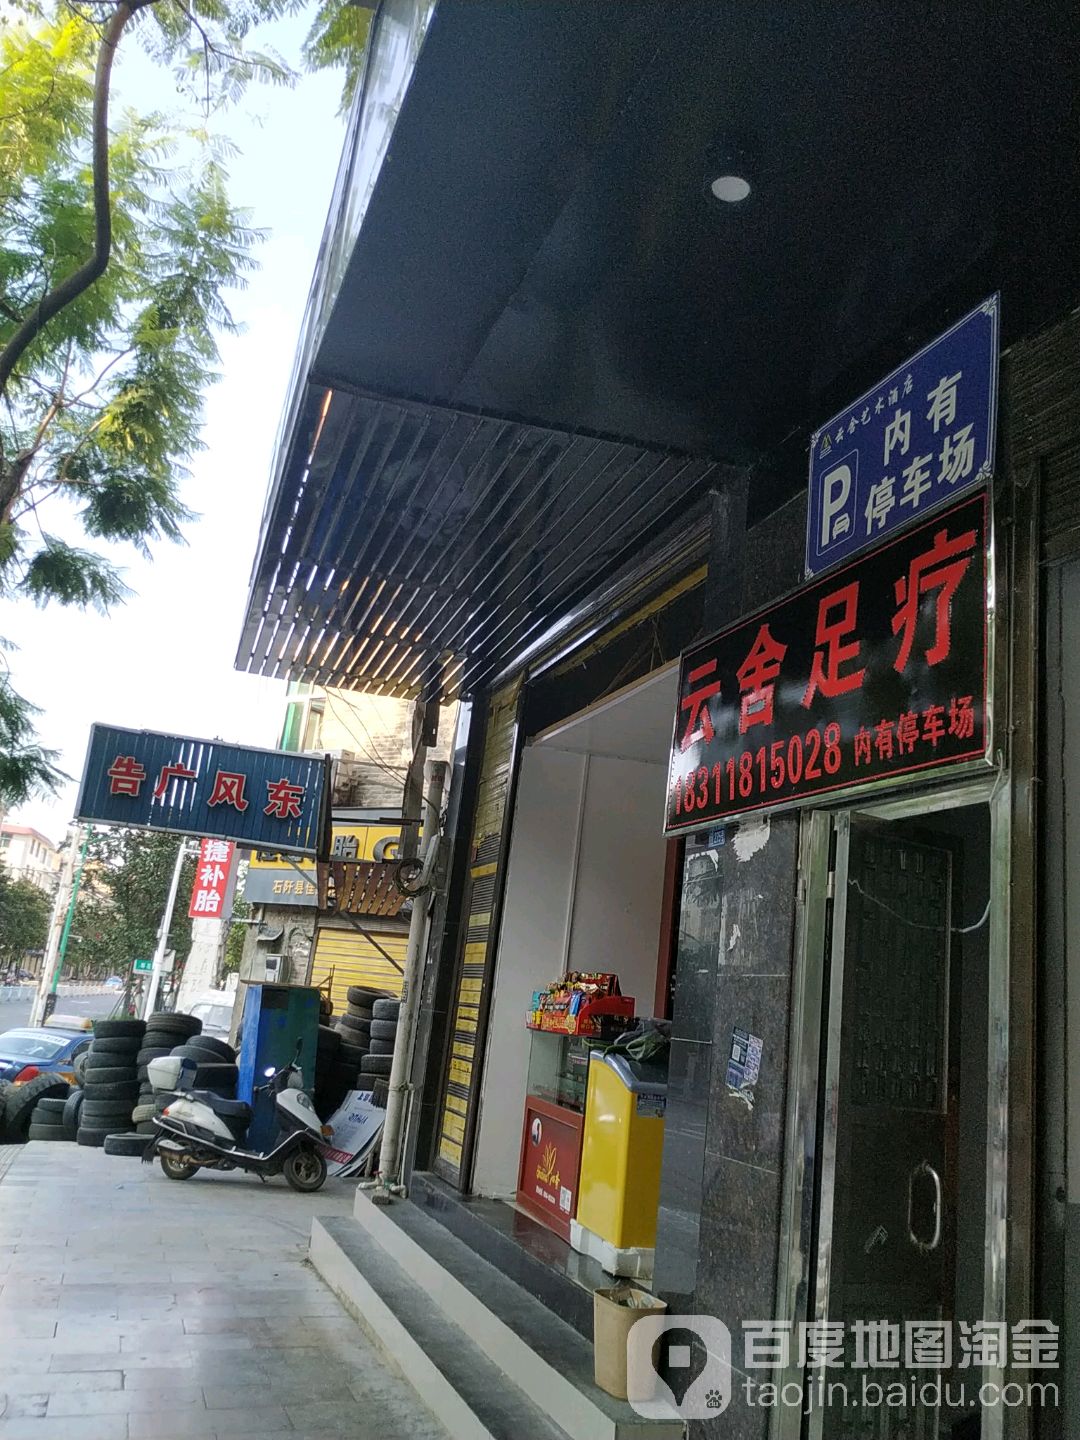 云舍艺术酒店
P
内有
停车场
云舍足疗
18311815028 内有停车场
告广风东
捷补胎
胎 G
石阡县佳
百度地图淘金
taojin.baidu.com